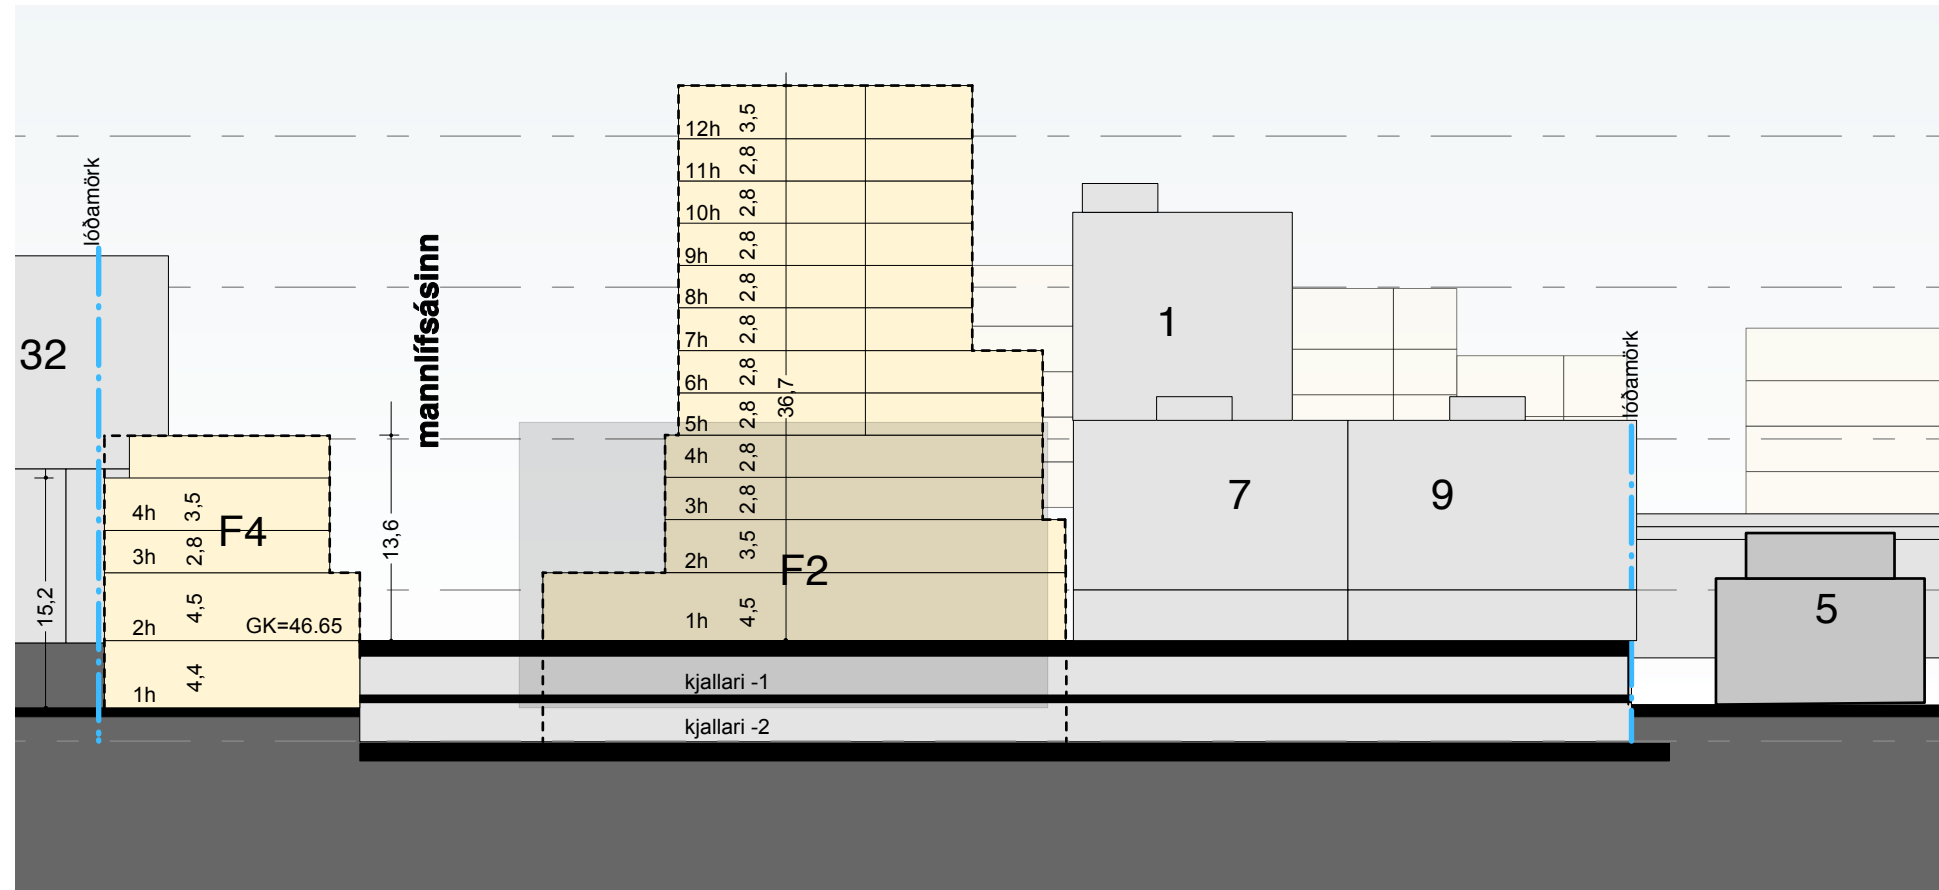 lóðamörk
32
15,2
4h 3,5
F4
3h 2,8
2h 4,5
GK=46.65
1h 4,4
mannlífsásinn
13,6
12h 3,5
11h 2,8
10h 2,8
9h 2,8
8h 2,8
7h 2,8
6h 2,8
36,7
5h 2,8
4h 2,8
3h 2,8
2h 3,5
F2
1h 4,5
kjallari -1
kjallari -2
1
7
9
lóðamörk
5